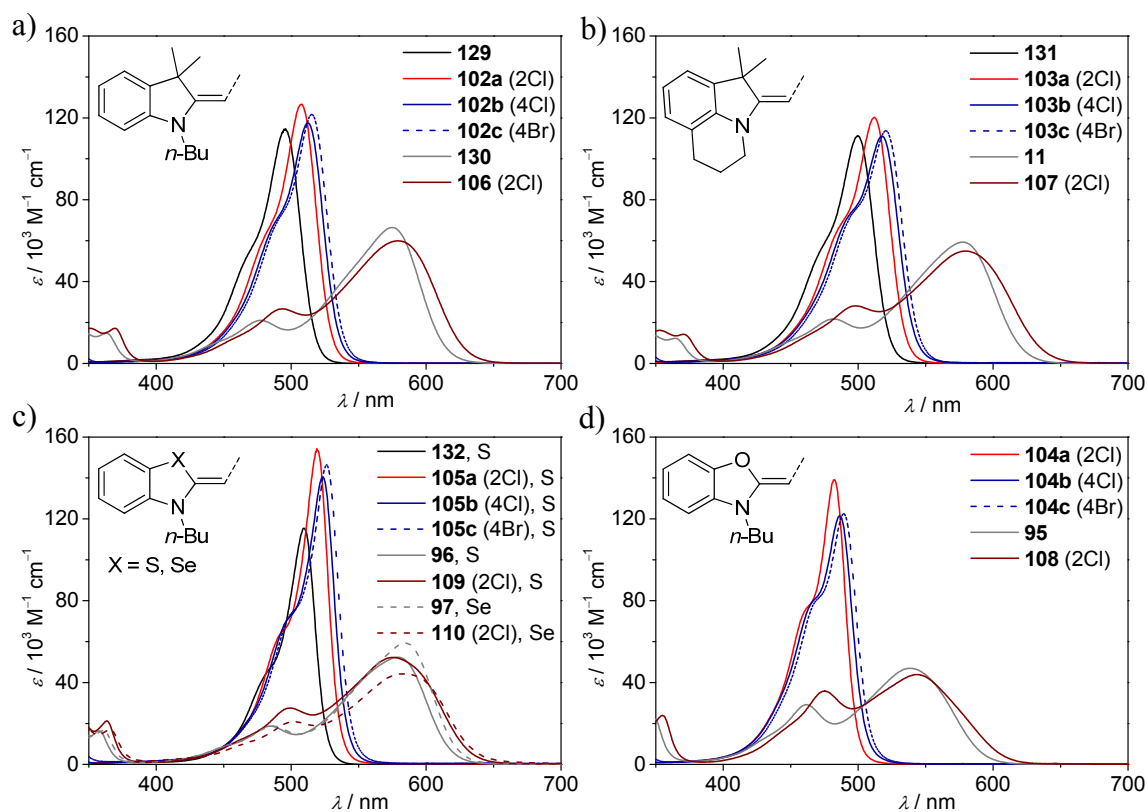 a)
160
120
80
40
0
ε / 10³ M⁻¹ cm⁻¹
400 500 600 700
λ / nm
N
n-Bu
129
102a (2Cl)
102b (4Cl)
102c (4Br)
130
106 (2Cl)
b)
160
120
80
40
0
ε / 10³ M⁻¹ cm⁻¹
400 500 600 700
λ / nm
N
131
103a (2Cl)
103b (4Cl)
103c (4Br)
11
107 (2Cl)
c)
160
120
80
40
0
ε / 10³ M⁻¹ cm⁻¹
400 500 600 700
λ / nm
X
N
n-Bu
X = S, Se
132, S
105a (2Cl), S
105b (4Cl), S
105c (4Br), S
96, S
109 (2Cl), S
97, Se
110 (2Cl), Se
d)
160
120
80
40
0
ε / 10³ M⁻¹ cm⁻¹
400 500 600 700
λ / nm
O
N
n-Bu
104a (2Cl)
104b (4Cl)
104c (4Br)
95
108 (2Cl)